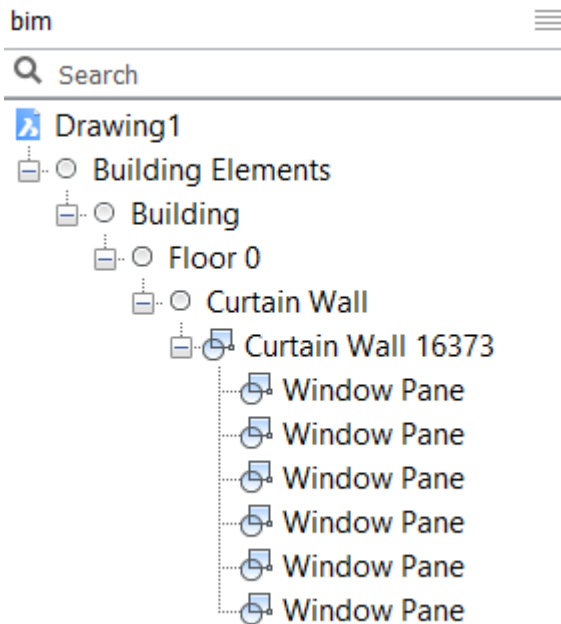 bim
Search
Drawing1
Building Elements
Building
Floor 0
Curtain Wall
Curtain Wall 16373
Window Pane
Window Pane
Window Pane
Window Pane
Window Pane
Window Pane